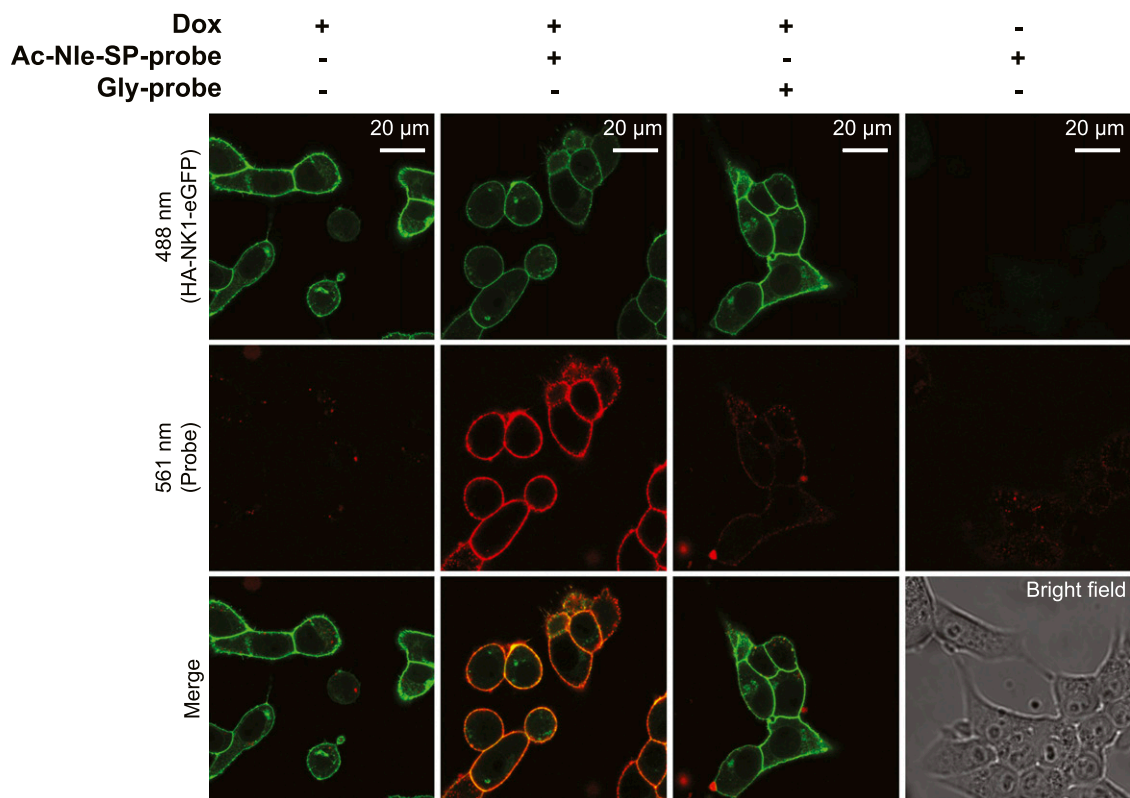 Dox + + + -
Ac-Nle-SP-probe - + - +
Gly-probe - - + -
20 µm 20 µm 20 µm 20 µm
488 nm
(HA-NK1-eGFP)
561 nm
(Probe)
Merge
Bright field